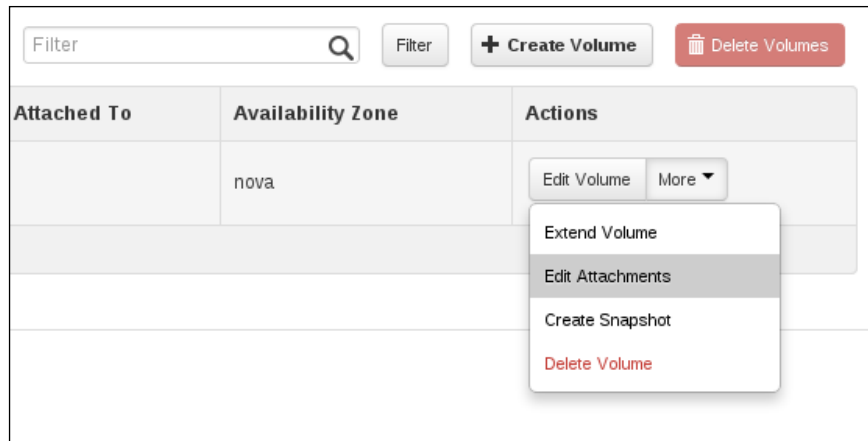 Filter Filter Create Volume Delete Volumes
Attached To Availability Zone Actions
nova Edit Volume More
Extend Volume
Edit Attachments
Create Snapshot
Delete Volume